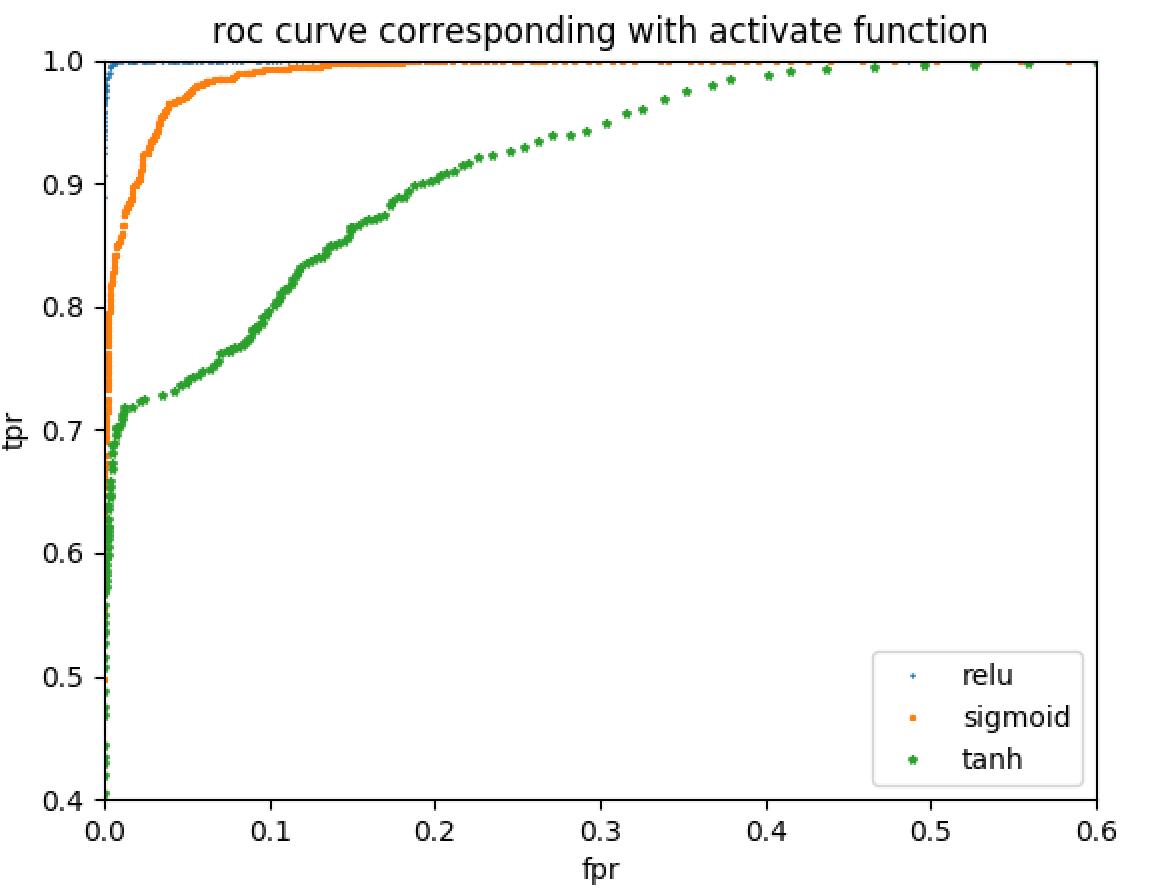 roc curve corresponding with activate function
1.0
0.9
0.8
0.7
0.6
0.5
0.4
tpr
0.0 0.1 0.2 0.3 0.4 0.5 0.6
fpr
relu
sigmoid
tanh